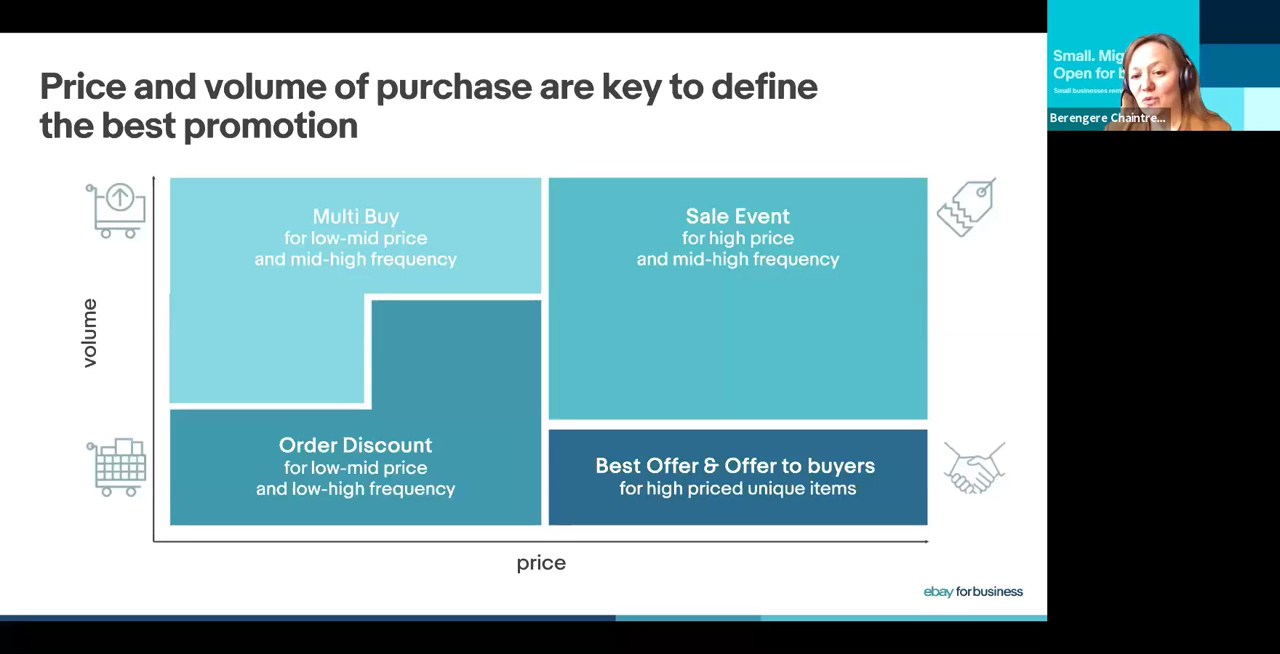 Price and volume of purchase are key to define
the best promotion
Multi Buy
for low-mid price
and mid-high frequency
Sale Event
for high price
and mid-high frequency
volume
Order Discount
for low-mid price
and low-high frequency
Best Offer & Offer to buyers
for high priced unique items
price
ebay for business
Small. Mig
Open for b
Small businesses rem
Berengere Chaintre...